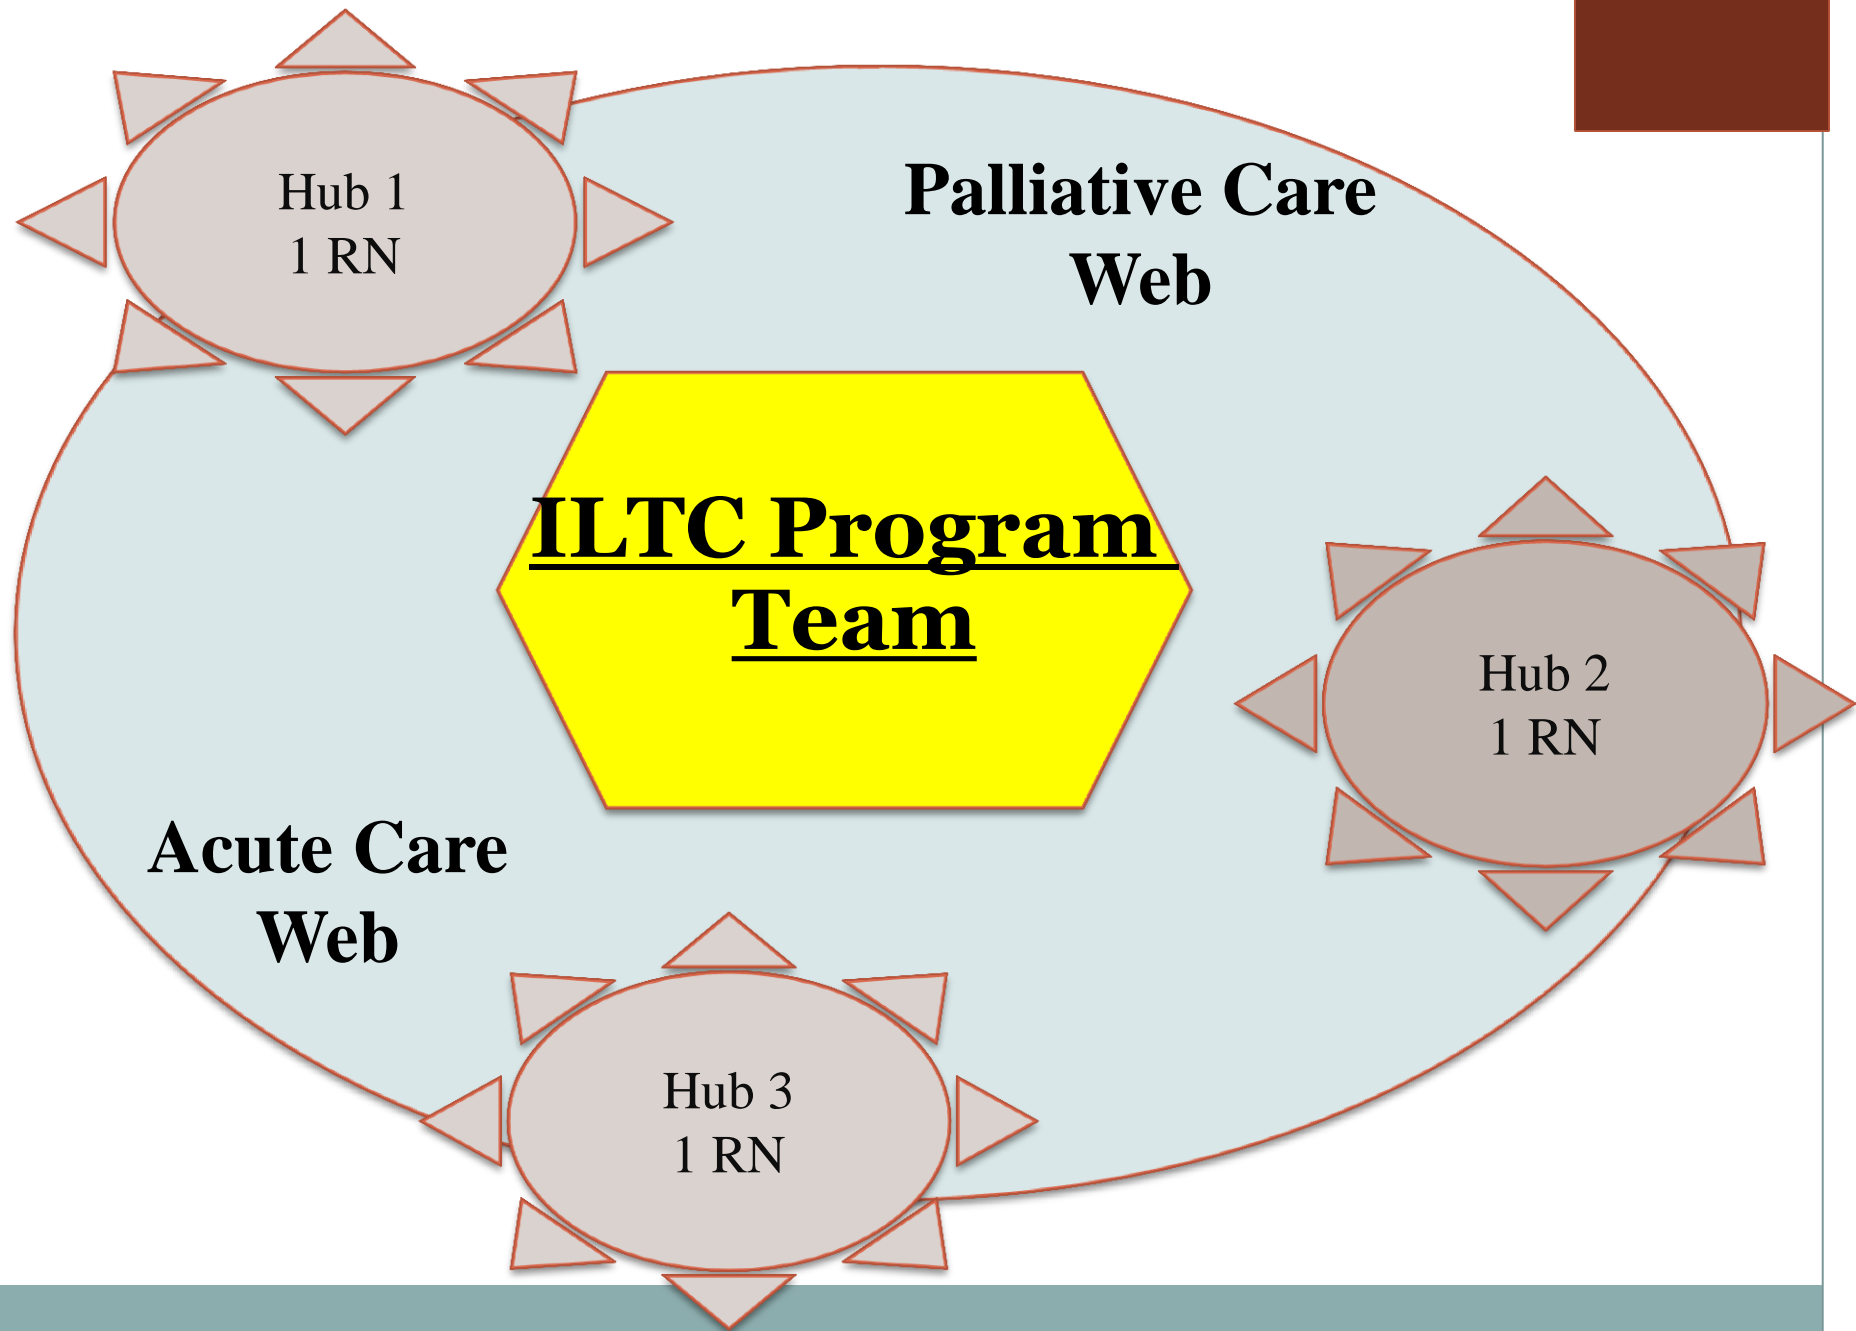 Hub 1
1 RN
Palliative Care
Web
ILTC Program
Team
Hub 2
1 RN
Acute Care
Web
Hub 3
1 RN